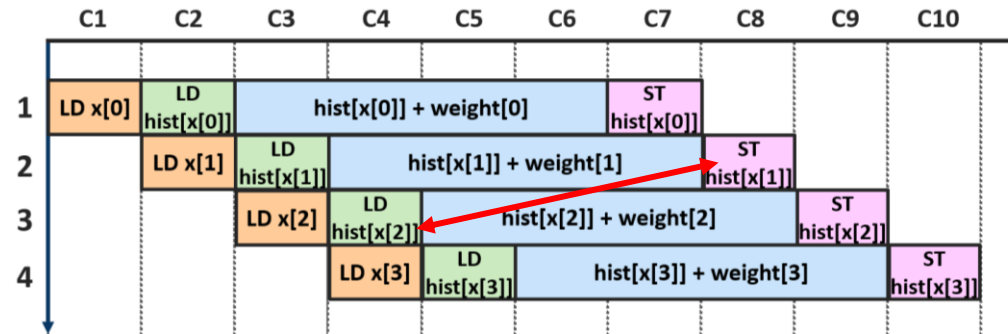 C1 C2 C3 C4 C5 C6 C7 C8 C9 C10
1
LD x[0]
LD
hist[x[0]]
hist[x[0]] + weight[0]
ST
hist[x[0]]
2
LD x[1]
LD
hist[x[1]]
hist[x[1]] + weight[1]
ST
hist[x[1]]
3
LD x[2]
LD
hist[x[2]]
hist[x[2]] + weight[2]
ST
hist[x[2]]
4
LD x[3]
LD
hist[x[3]]
hist[x[3]] + weight[3]
ST
hist[x[3]]